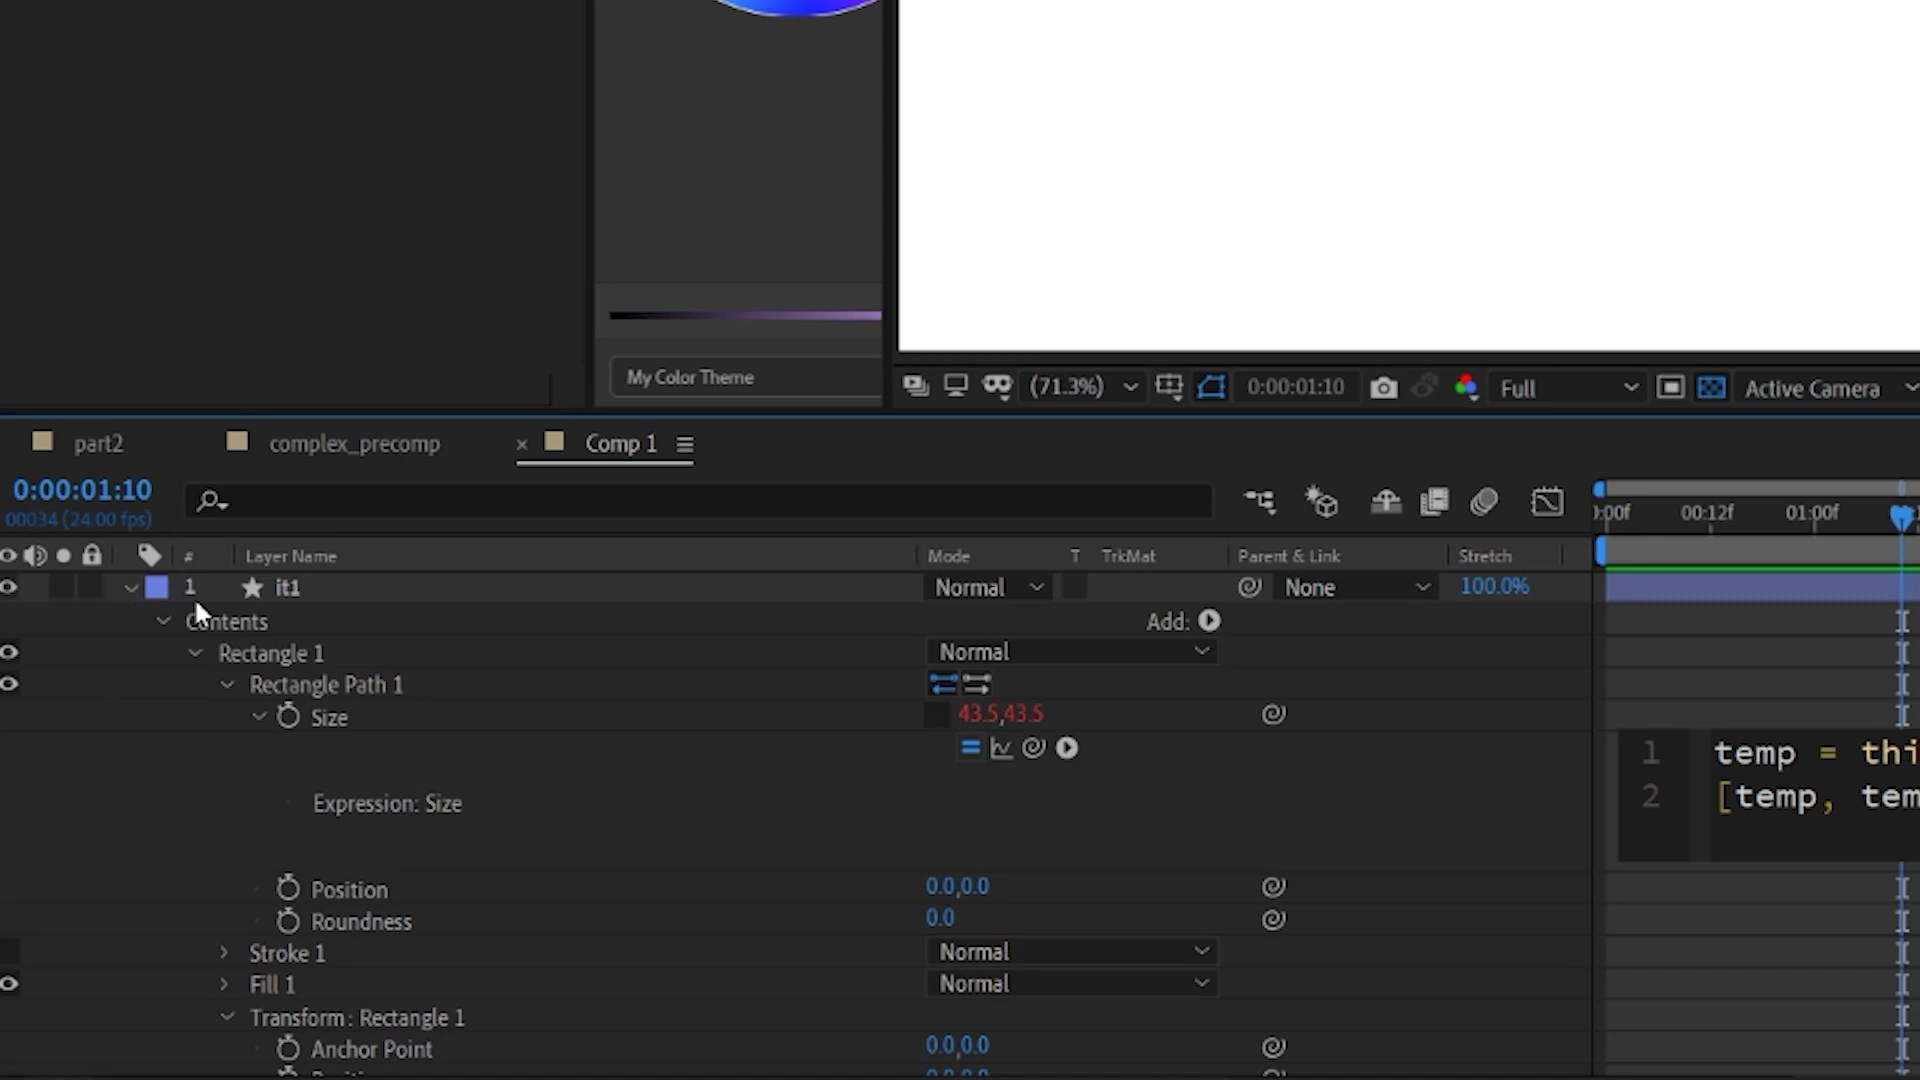 My Color Theme
(71.3%) 0:00:01:10 Full Active Camera
part2 complex_precomp × Comp 1
0:00:01:10
00034 (24.00 fps)
:00f 00:12f 01:00f
# Layer Name Mode T TrkMat Parent & Link Stretch
1 it1 Normal None 100.0%
Contents Add:
Rectangle 1 Normal
Rectangle Path 1
Size 43.5,43.5
1 temp = thi
2 [temp, tem
Expression: Size
Position 0.0,0.0
Roundness 0.0
Stroke 1 Normal
Fill 1 Normal
Transform: Rectangle 1
Anchor Point 0.0,0.0